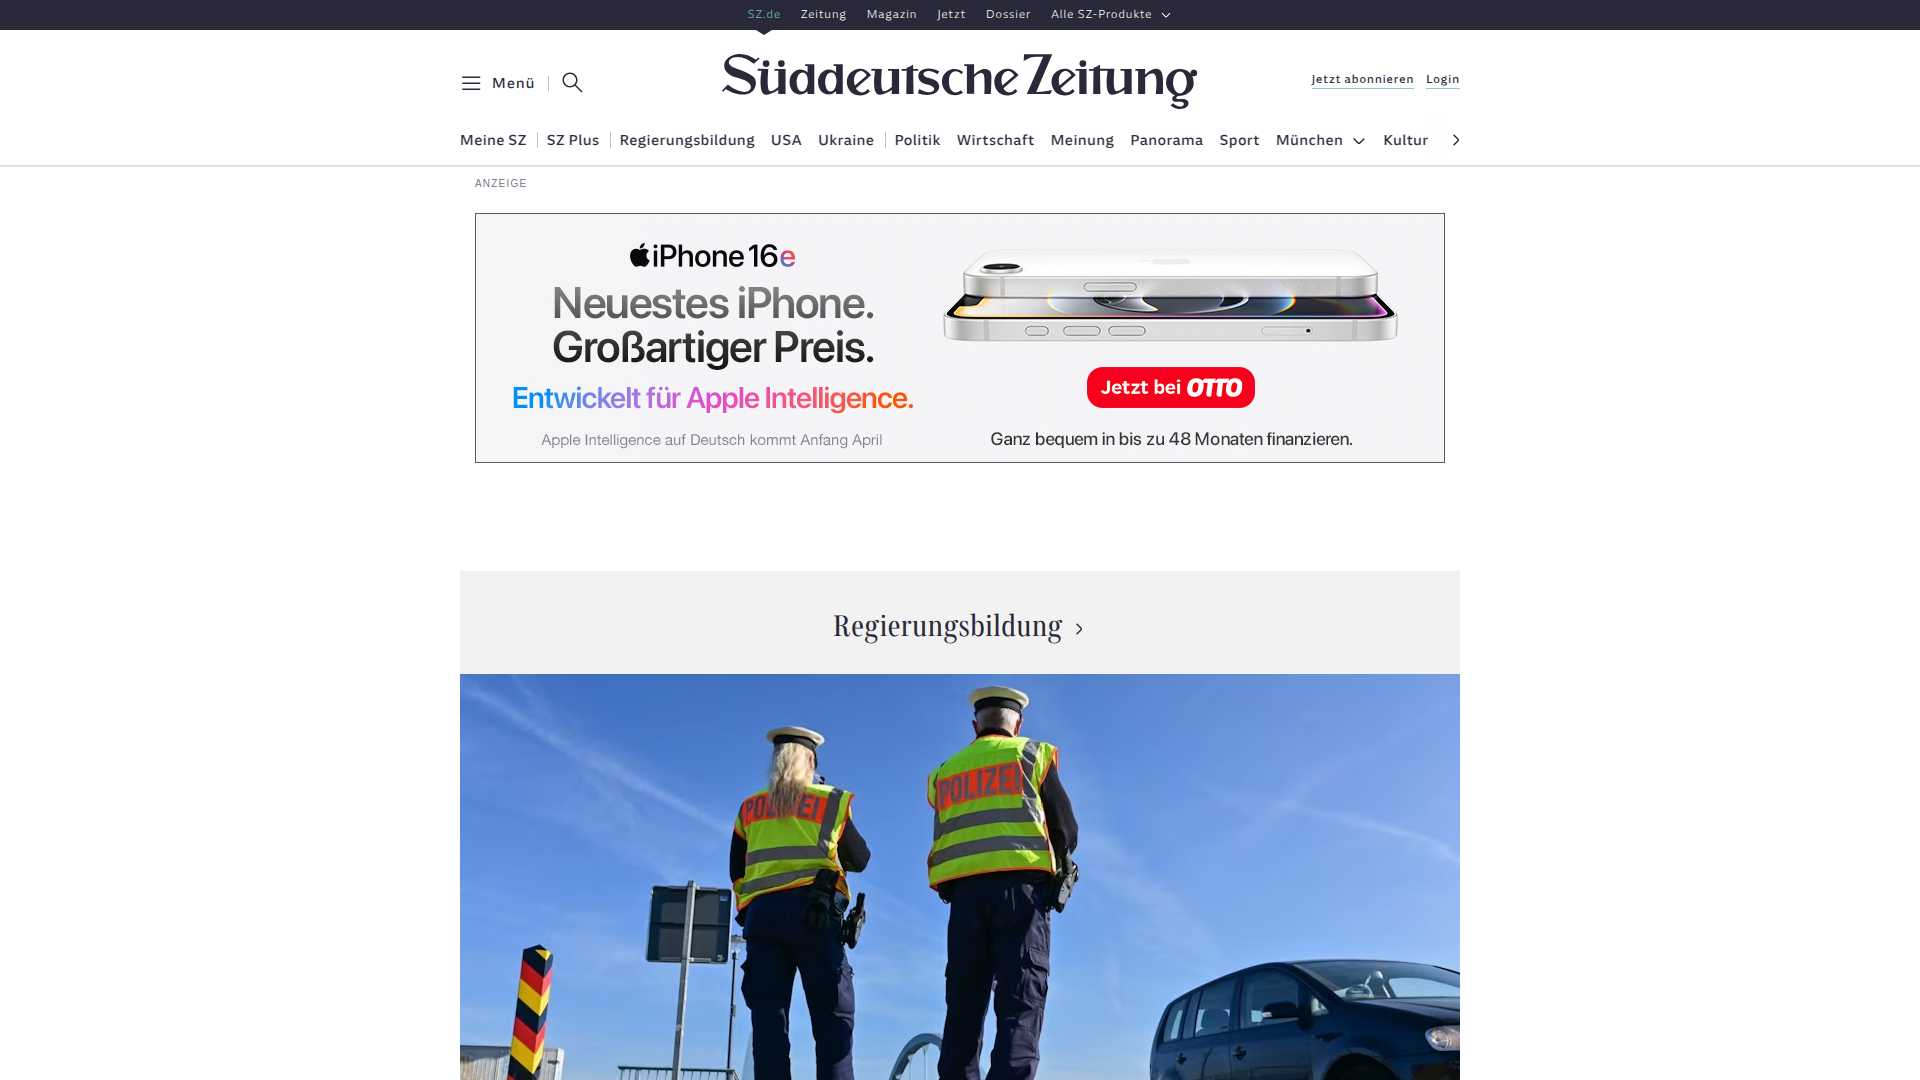 SZ.de Zeitung Magazin Jetzt Dossier Alle SZ-Produkte
Menü
Süddeutsche Zeitung
Jetzt abonnieren Login
Meine SZ SZ Plus Regierungsbildung USA Ukraine Politik Wirtschaft Meinung Panorama Sport München Kultur
ANZEIGE
iPhone 16e
Neuestes iPhone.
Großartiger Preis.
Entwickelt für Apple Intelligence.
Apple Intelligence auf Deutsch kommt Anfang April
Jetzt bei OTTO
Ganz bequem in bis zu 48 Monaten finanzieren.
Regierungsbildung
POLIZEI
POLIZEI